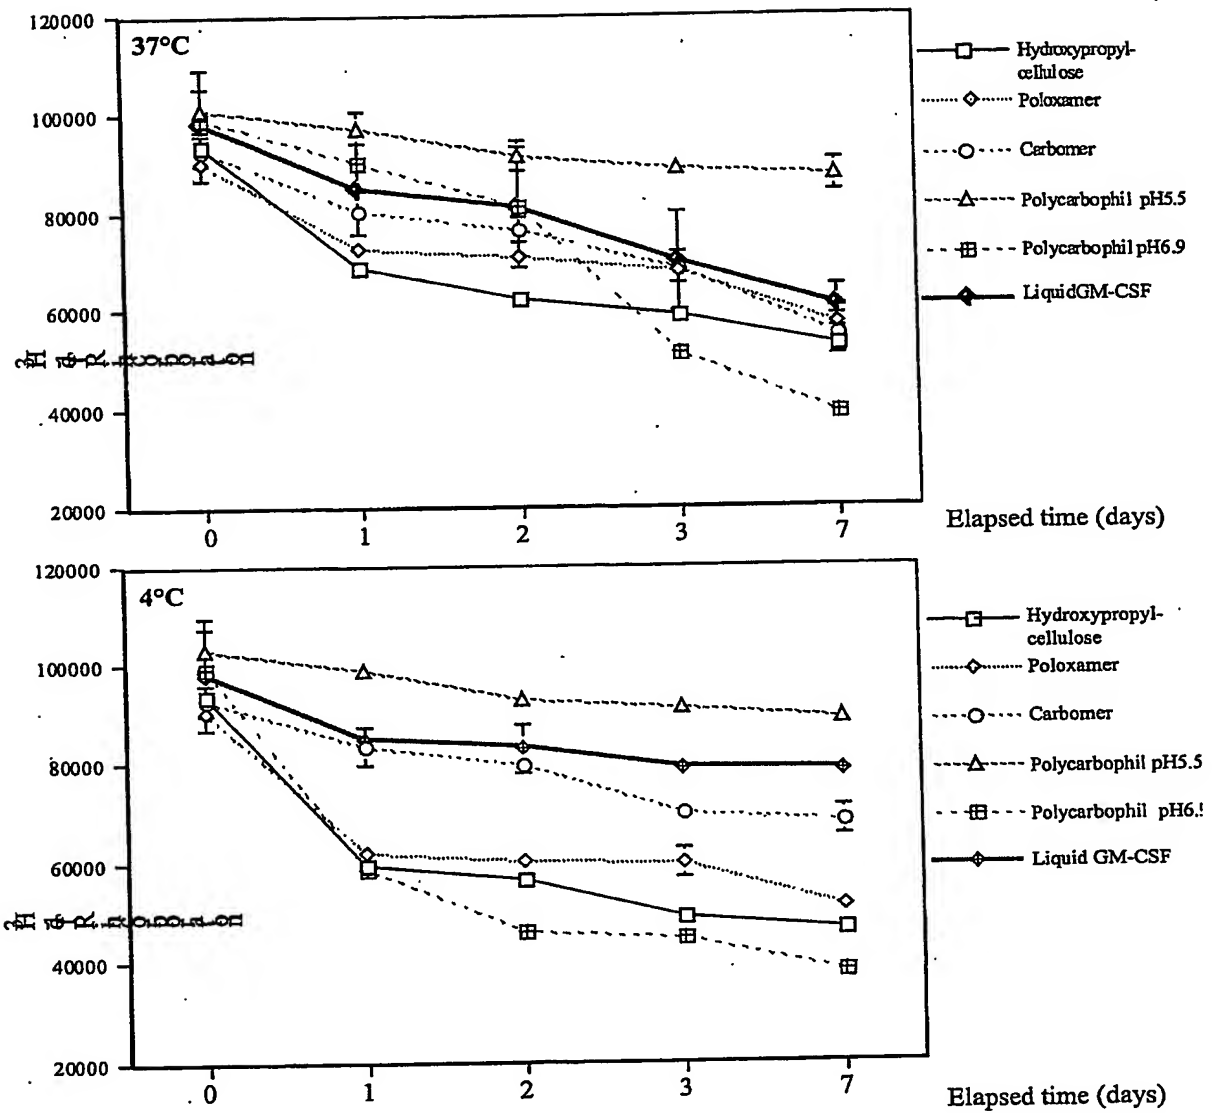 120000
37°C
100000
80000
60000
40000
20000
0 1 2 3 7
Elapsed time (days)
Hydroxypropyl-
cellulose
Poloxamer
Carbomer
Polycarbophil pH5.5
Polycarbophil pH6.9
LiquidGM-CSF
120000
4°C
100000
80000
60000
40000
20000
0 1 2 3 7
Elapsed time (days)
Hydroxypropyl-
cellulose
Poloxamer
Carbomer
Polycarbophil pH5.5
Polycarbophil pH6.
Liquid GM-CSF